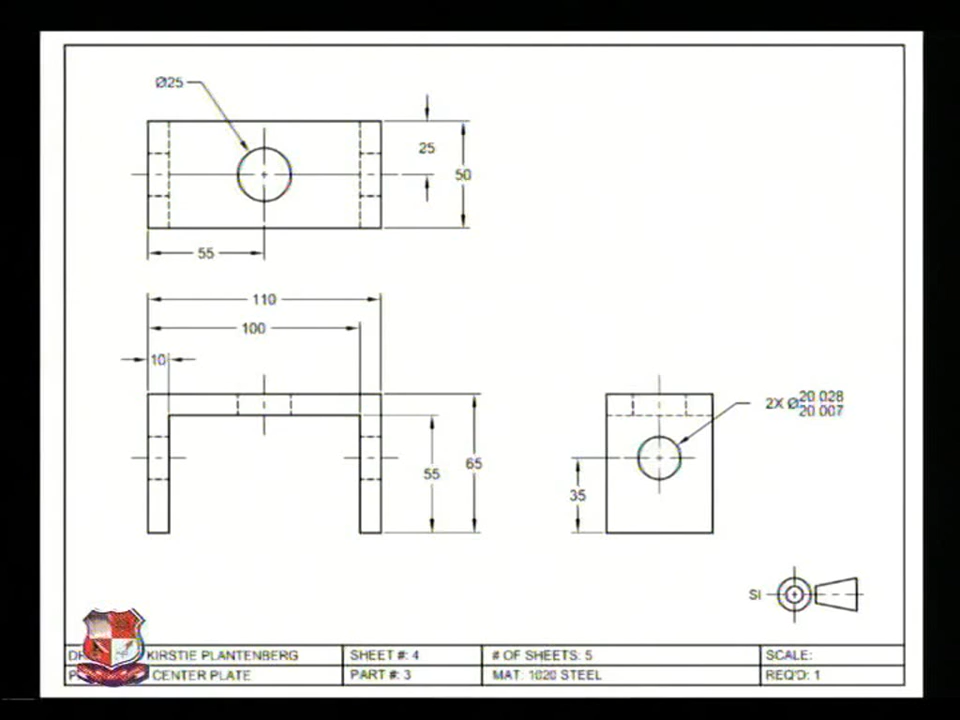 Ø25
25
50
55
110
100
10
2X Ø 20.028
20.007
55
65
35
SI
KIRSTIE PLANTENBERG
SHEET #: 4
# OF SHEETS: 5
SCALE:
CENTER PLATE
PART #: 3
MAT: 1020 STEEL
REQ'D: 1